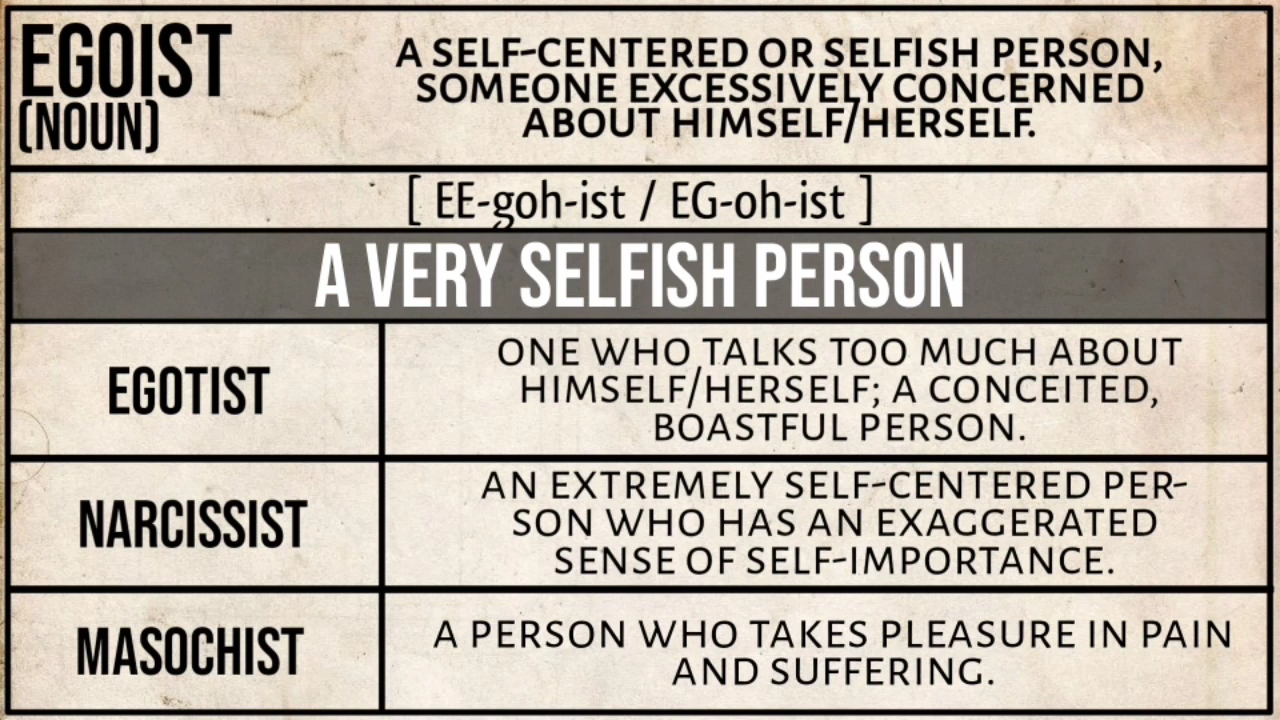 EGOIST
(NOUN)
A SELF-CENTERED OR SELFISH PERSON,
SOMEONE EXCESSIVELY CONCERNED
ABOUT HIMSELF/HERSELF.
[ EE-goh-ist / EG-oh-ist ]
A VERY SELFISH PERSON
EGOTIST
ONE WHO TALKS TOO MUCH ABOUT
HIMSELF/HERSELF; A CONCEITED,
BOASTFUL PERSON.
NARCISSIST
AN EXTREMELY SELF-CENTERED PER-
SON WHO HAS AN EXAGGERATED
SENSE OF SELF-IMPORTANCE.
MASOCHIST
A PERSON WHO TAKES PLEASURE IN PAIN
AND SUFFERING.